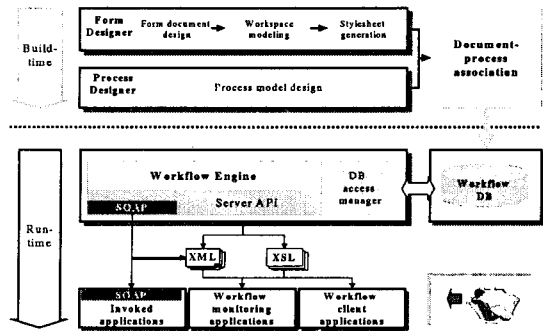 Build-
time
Form
Designer
Form document
design
Workspace
modeling
Stylesheet
generation
Process
Designer
Process model design
Document-
process
association
Run-
time
Workflow Engine
SOAP
Server API
DB
access
manager
Workflow
DB
XML
XSL
SOAP
Invoked
applications
Workflow
monitoring
applications
Workflow
client
applications